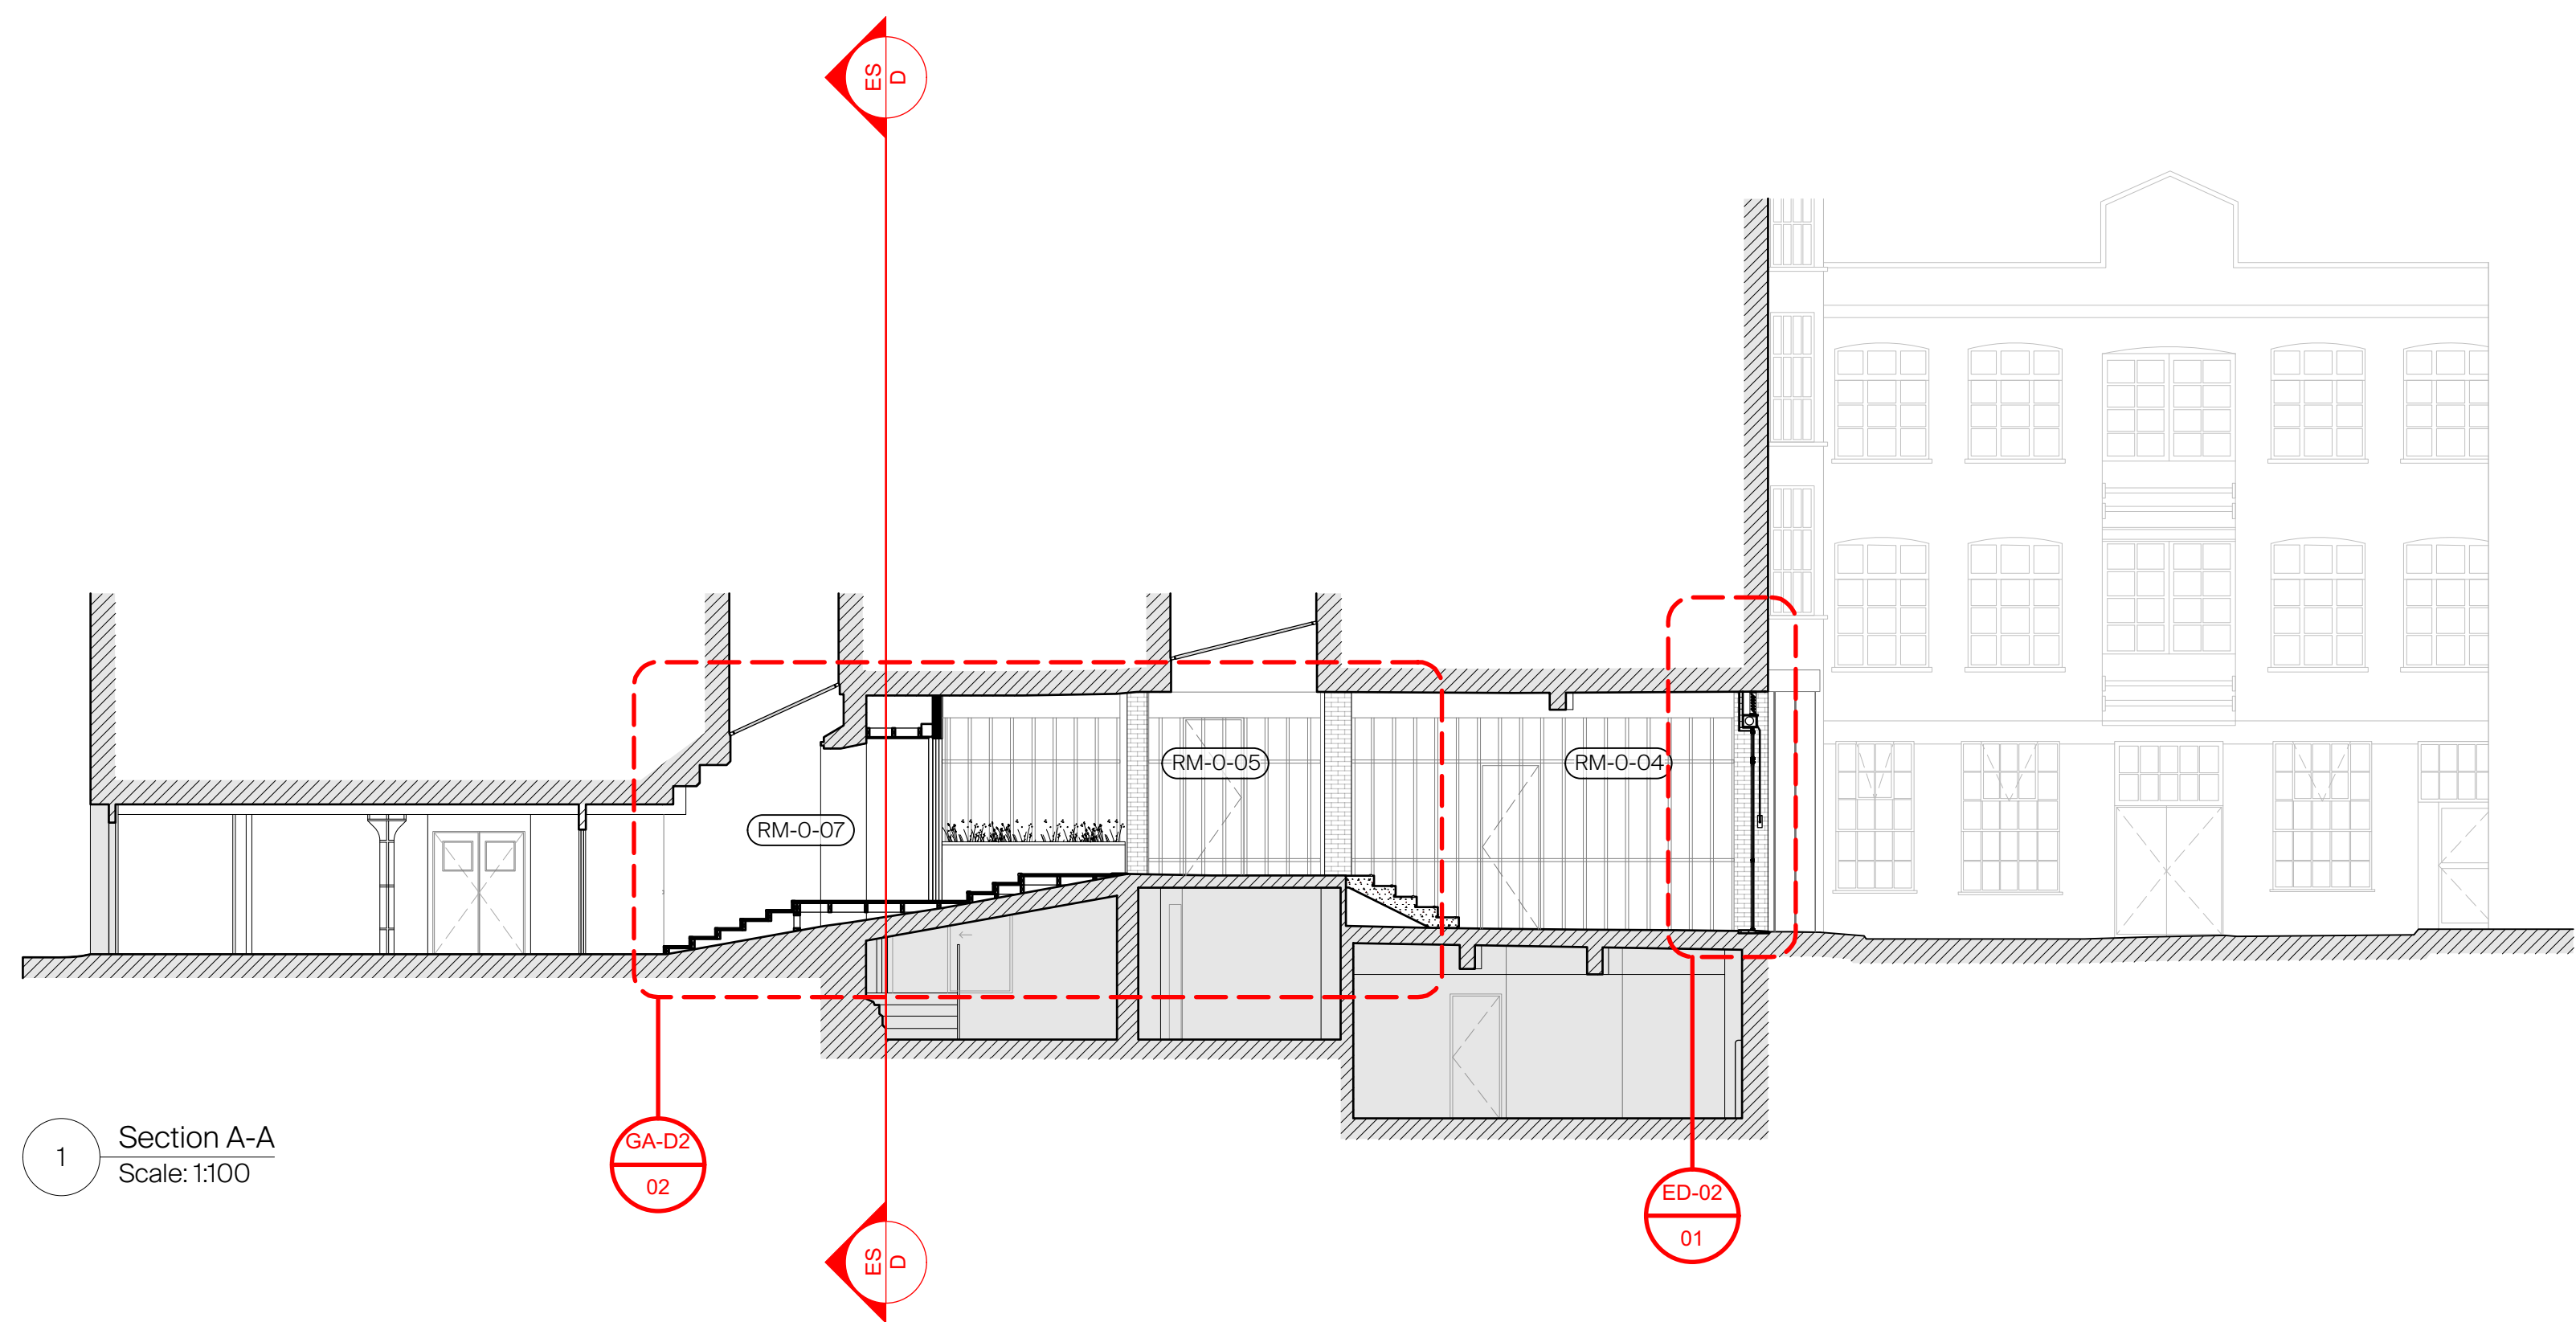 ES
D
RM-0-05
RM-0-04
RM-0-07
1
Section A-A
Scale: 1:100
GA-D2
02
ED-02
01
ES
D